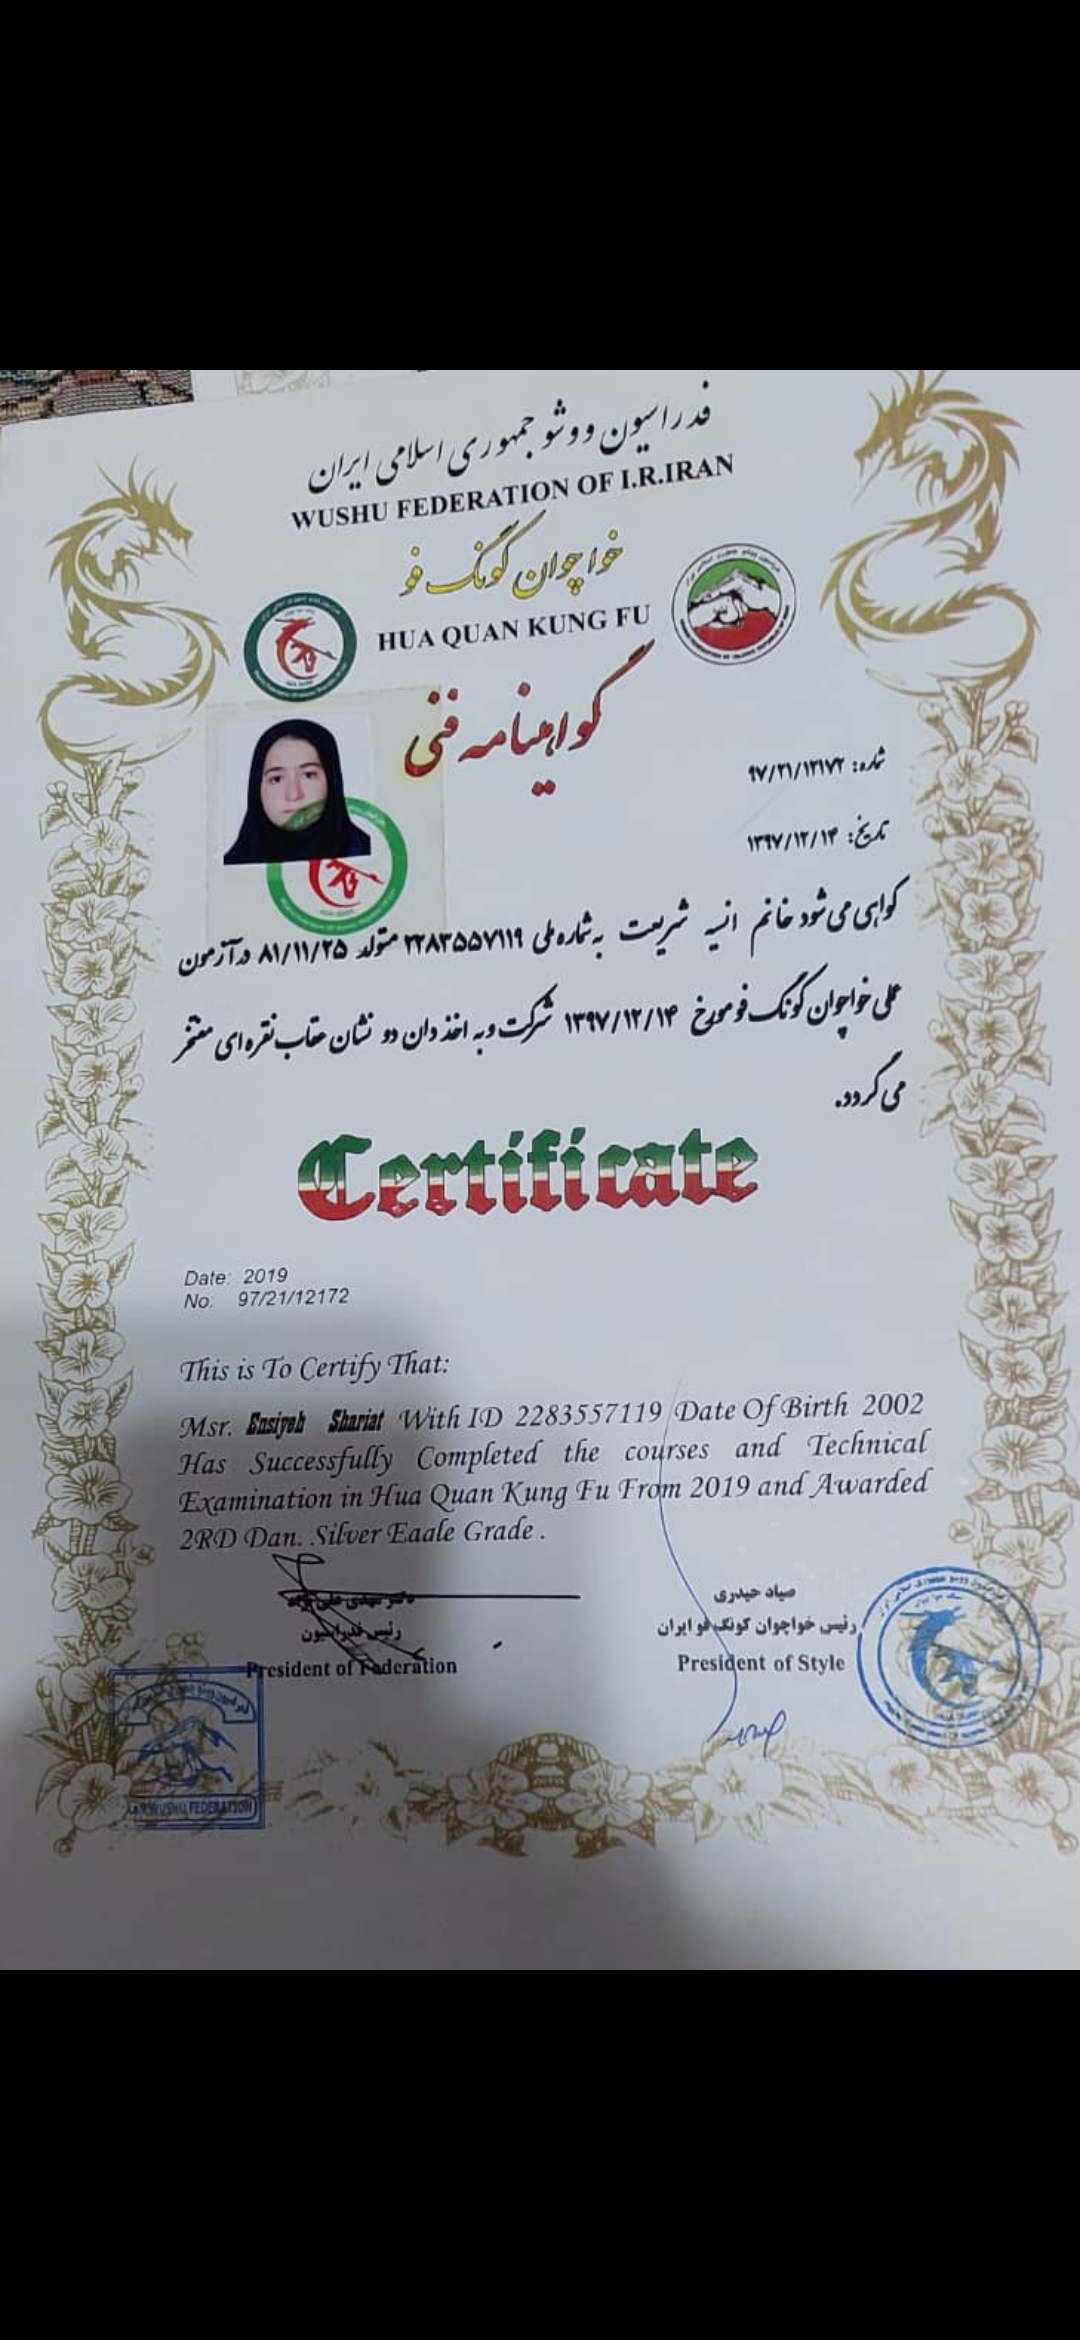 فدراسیون ووشو جمهوری اسلامی ایران
WUSHU FEDERATION OF I.R.IRAN
خواچوان کونگ فو
HUA QUAN KUNG FU
گواهینامه فنی
شماره: ۹۷/۲۱/۱۲۱۷۲
تاریخ: ۱۳۹۷/۱۲/۱۴
گواهی می شود خانم انسیه شریعت به شماره ملی ۲۲۸۳۵۵۷۱۱۹ متولد ۸۱/۱۱/۲۵ در آزمون
عملی خواچوان کونگ فو مورخ ۱۳۹۷/۱۲/۱۴ شرکت و به اخذ دان دو نشان عقاب نقره ای مفتخر
می گردد.
Certificate
Date: 2019
No: 97/21/12172
This is To Certify That:
Msr. Ensiyeh Shariat With ID 2283557119 Date Of Birth 2002
Has Successfully Completed the courses and Technical
Examination in Hua Quan Kung Fu From 2019 and Awarded
2RD Dan. .Silver Eaale Grade .
دکتر مهدی علی نژاد
رئیس فدراسیون
President of Federation
صیاد حیدری
رئیس خواچوان کونگ فو ایران
President of Style
WUSHU FEDERATION